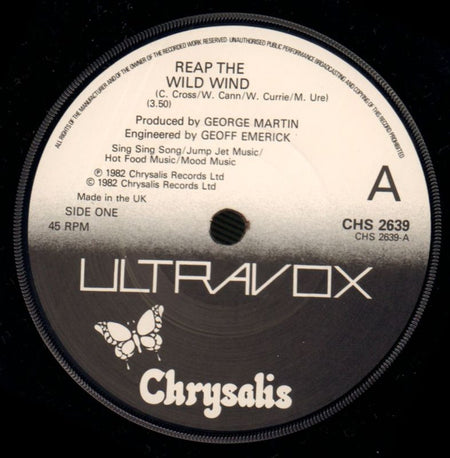 ALL RIGHTS OF THE MANUFACTURER AND OF THE OWNER OF THE RECORDED WORK RESERVED. UNAUTHORISED PUBLIC PERFORMANCE BROADCASTING AND COPYING OF THIS RECORD PROHIBITED
REAP THE
WILD WIND
(C. Cross/W. Cann/W. Currie/M. Ure)
(3.50)
Produced by GEORGE MARTIN
Engineered by GEOFF EMERICK
Sing Sing Song/Jump Jet Music/
Hot Food Music/Mood Music
℗ 1982 Chrysalis Records Ltd
© 1982 Chrysalis Records Ltd
Made in the UK
SIDE ONE
45 RPM
A
CHS 2639
CHS 2639-A
ULTRAVOX
Chrysalis